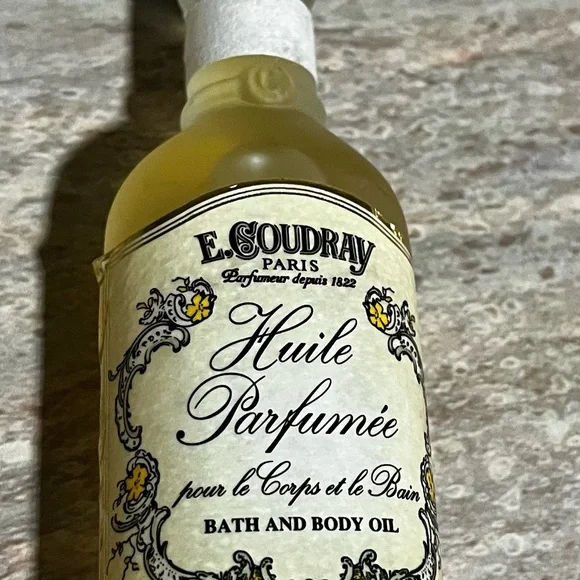 E. COUDRAY
PARIS
Parfumeur depuis 1822
Huile
Parfumée
pour le Corps et le Bain
BATH AND BODY OIL